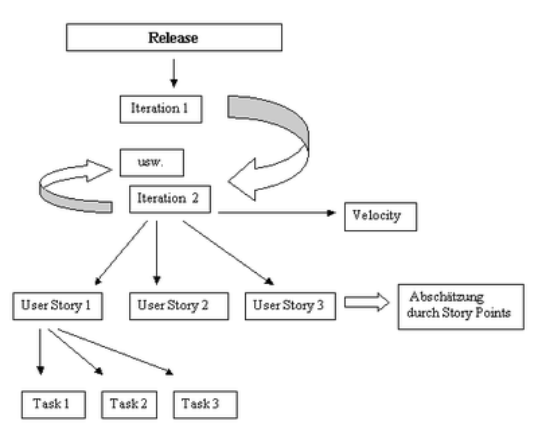 Release
Iteration 1
usw.
Iteration 2
Velocity
User Story 1
User Story 2
User Story 3
Abschätzung
durch Story Points
Task 1
Task 2
Task 3